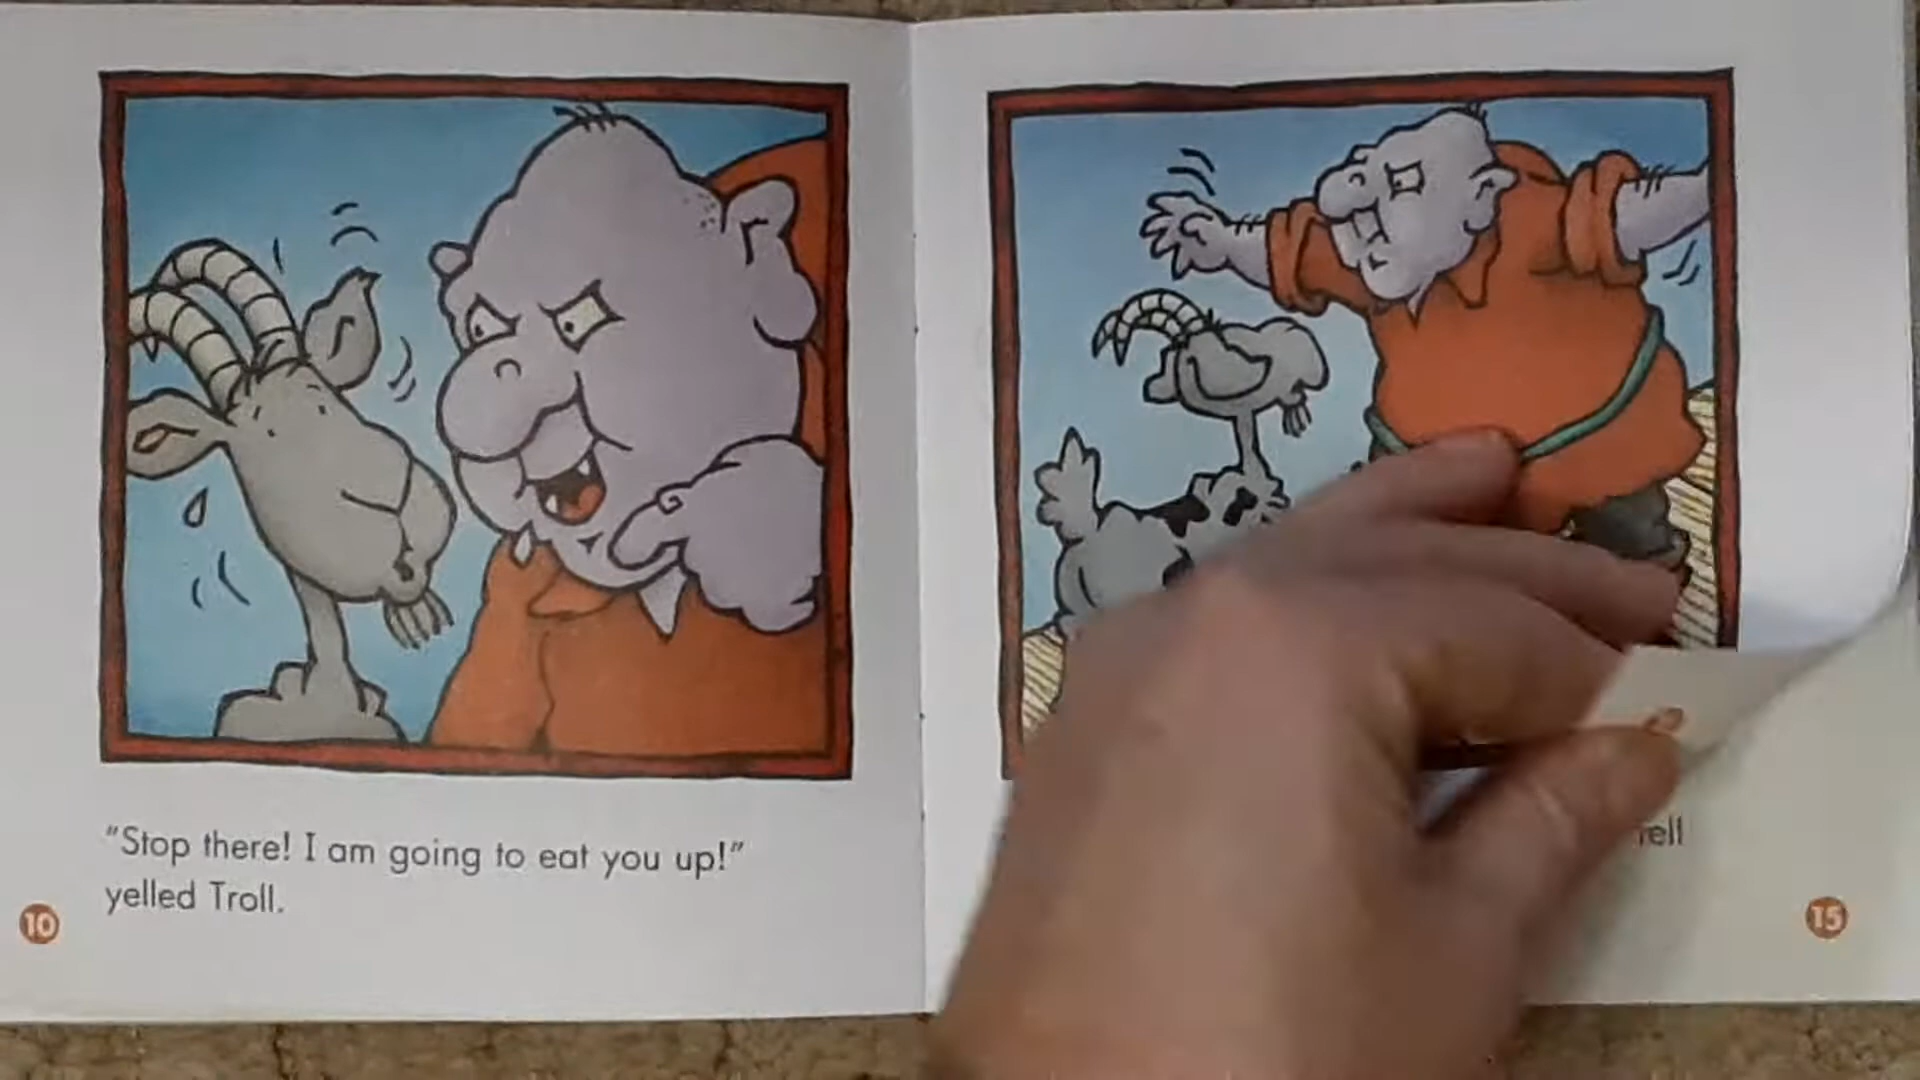 "Stop there! I am going to eat you up!"
yelled Troll.
10
15